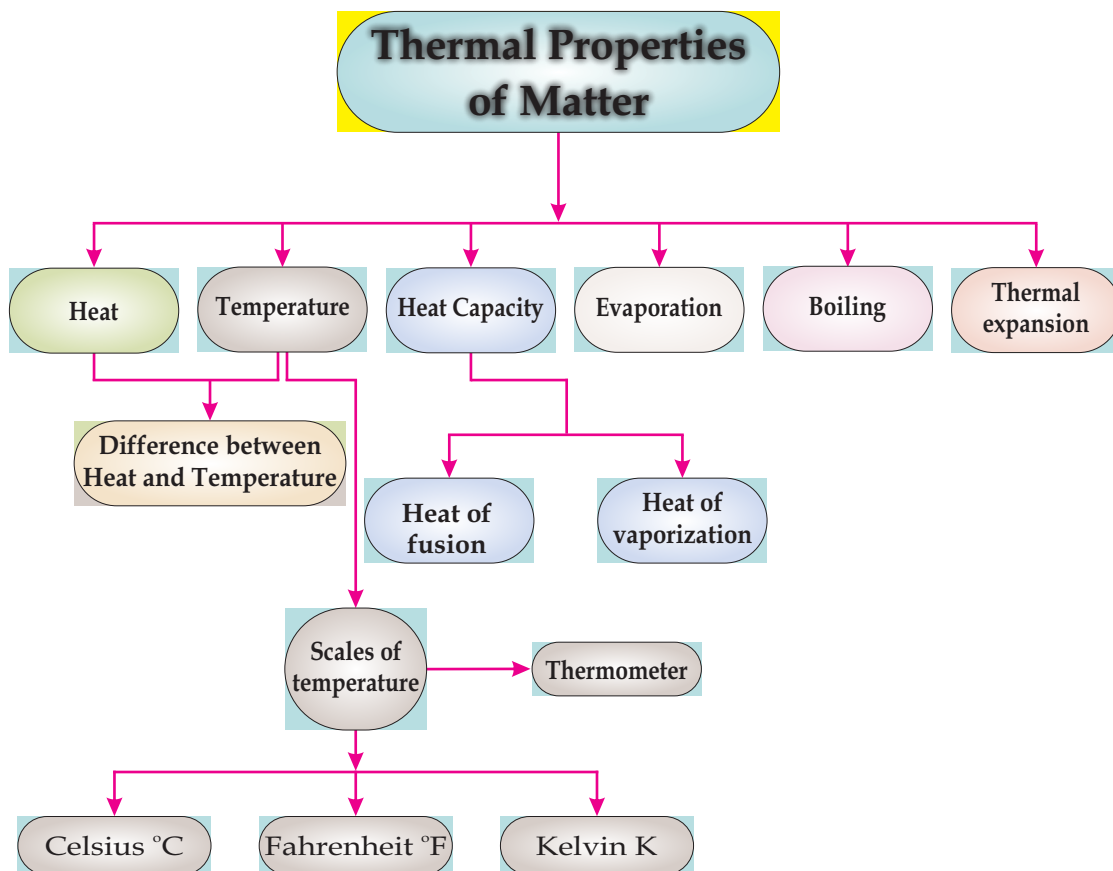 Thermal Properties
of Matter
Heat
Temperature
Heat Capacity
Evaporation
Boiling
Thermal
expansion
Difference between
Heat and Temperature
Heat of
fusion
Heat of
vaporization
Scales of
temperature
Thermometer
Celsius °C
Fahrenheit °F
Kelvin K